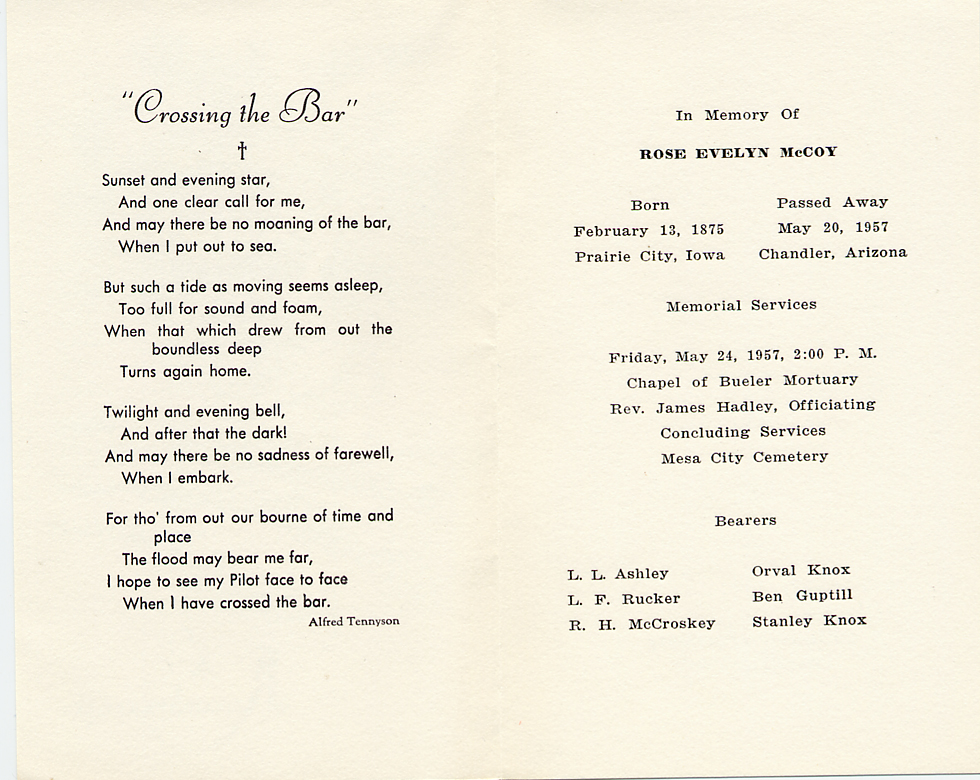 "Crossing the Bar"
Sunset and evening star,
And one clear call for me,
And may there be no moaning of the bar,
When I put out to sea.
But such a tide as moving seems asleep,
Too full for sound and foam,
When that which drew from out the
boundless deep
Turns again home.
Twilight and evening bell,
And after that the dark!
And may there be no sadness of farewell,
When I embark.
For tho' from out our bourne of time and
place
The flood may bear me far,
I hope to see my Pilot face to face
When I have crossed the bar.
Alfred Tennyson
In Memory Of
ROSE EVELYN McCOY
Born Passed Away
February 13, 1875 May 20, 1957
Prairie City, Iowa Chandler, Arizona
Memorial Services
Friday, May 24, 1957, 2:00 P. M.
Chapel of Bueler Mortuary
Rev. James Hadley, Officiating
Concluding Services
Mesa City Cemetery
Bearers
L. L. Ashley Orval Knox
L. F. Rucker Ben Guptill
R. H. McCroskey Stanley Knox